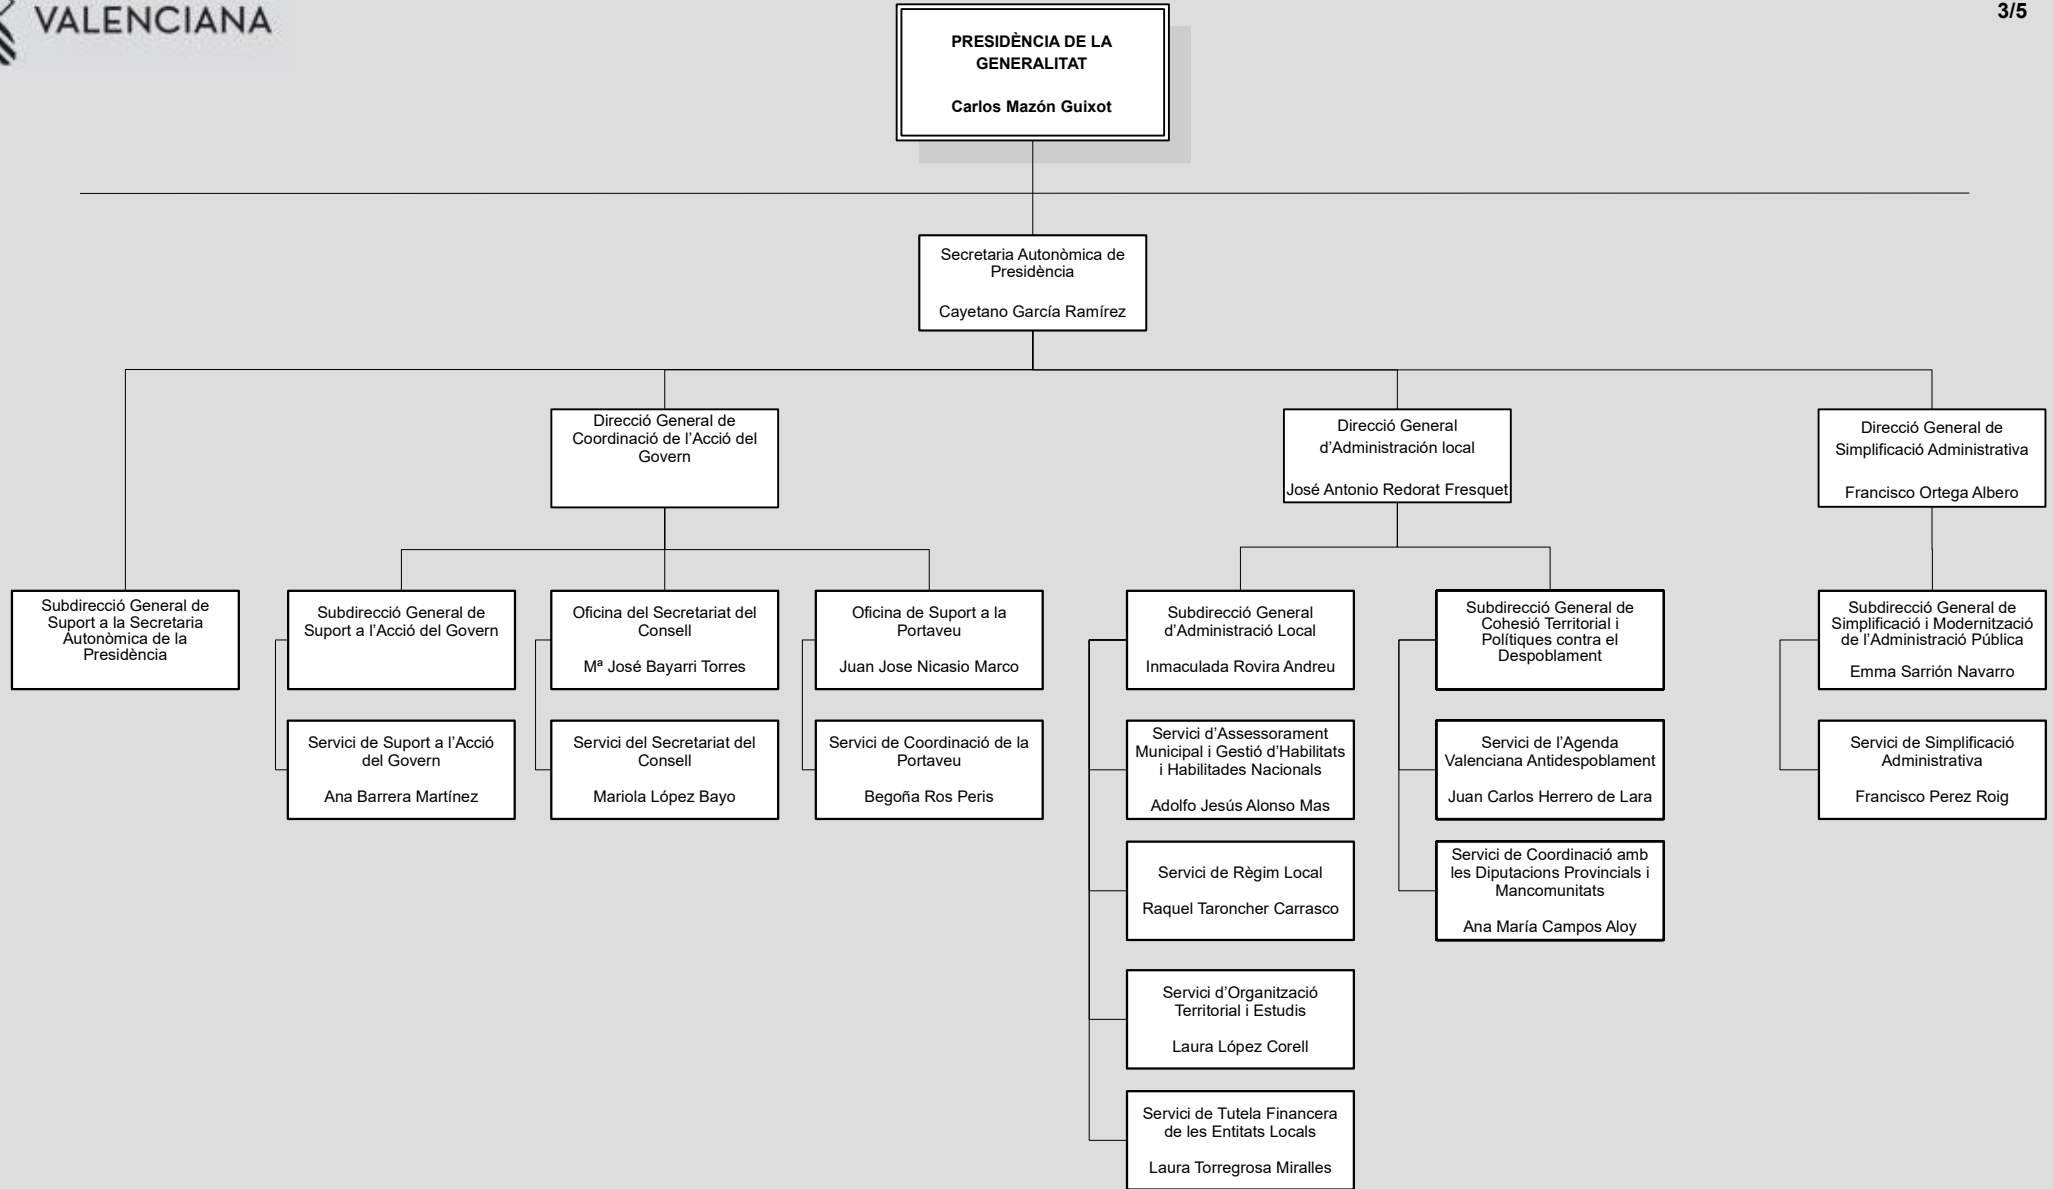 VALENCIANA
3/5
PRESIDÈNCIA DE LA
GENERALITAT
Carlos Mazón Guixot
Secretaria Autonòmica de
Presidència
Cayetano García Ramírez
Direcció General de
Coordinació de l'Acció del
Govern
Direcció General
d'Administración local
José Antonio Redorat Fresquet
Direcció General de
Simplificació Administrativa
Francisco Ortega Albero
Subdirecció General de
Suport a la Secretaria
Autonòmica de la
Presidència
Subdirecció General de
Suport a l'Acció del Govern
Oficina del Secretariat del
Consell
Mª José Bayarri Torres
Oficina de Suport a la
Portaveu
Juan Jose Nicasio Marco
Subdirecció General
d'Administració Local
Inmaculada Rovira Andreu
Subdirecció General de
Cohesió Territorial i
Polítiques contra el
Despoblament
Subdirecció General de
Simplificació i Modernització
de l'Administració Pública
Emma Sarrión Navarro
Servici de Suport a l'Acció
del Govern
Ana Barrera Martínez
Servici del Secretariat del
Consell
Mariola López Bayo
Servici de Coordinació de la
Portaveu
Begoña Ros Peris
Servici d'Assessorament
Municipal i Gestió d'Habilitats
i Habilitades Nacionals
Adolfo Jesús Alonso Mas
Servici de l'Agenda
Valenciana Antidespoblament
Juan Carlos Herrero de Lara
Servici de Simplificació
Administrativa
Francisco Perez Roig
Servici de Règim Local
Raquel Taroncher Carrasco
Servici de Coordinació amb
les Diputacions Provincials i
Mancomunitats
Ana María Campos Aloy
Servici d'Organització
Territorial i Estudis
Laura López Corell
Servici de Tutela Financera
de les Entitats Locals
Laura Torregrosa Miralles